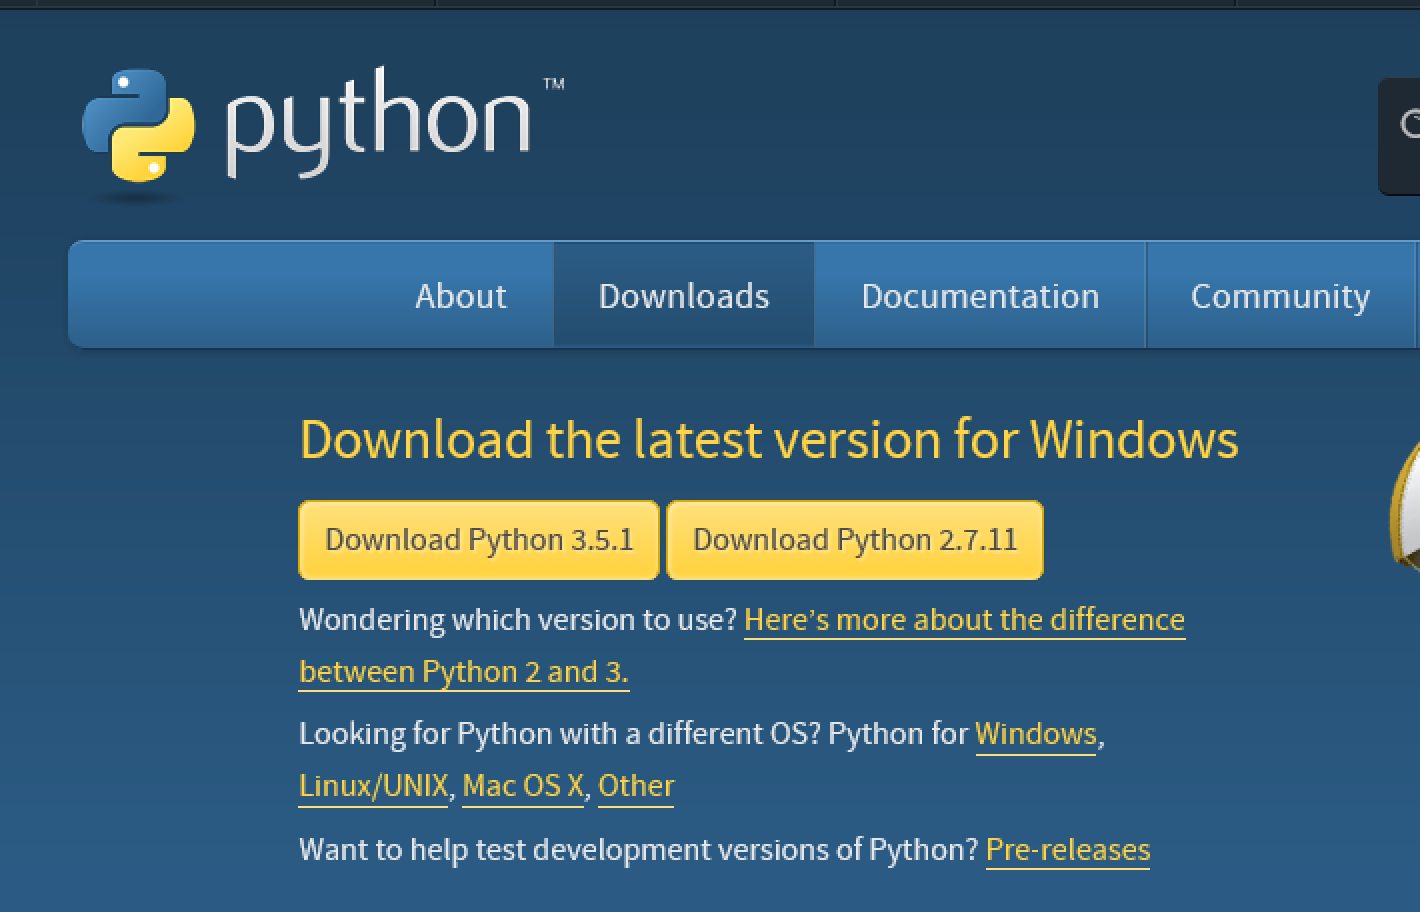 python™
About Downloads Documentation Community
Download the latest version for Windows
Download Python 3.5.1 Download Python 2.7.11
Wondering which version to use? Here's more about the difference
between Python 2 and 3.
Looking for Python with a different OS? Python for Windows,
Linux/UNIX, Mac OS X, Other
Want to help test development versions of Python? Pre-releases